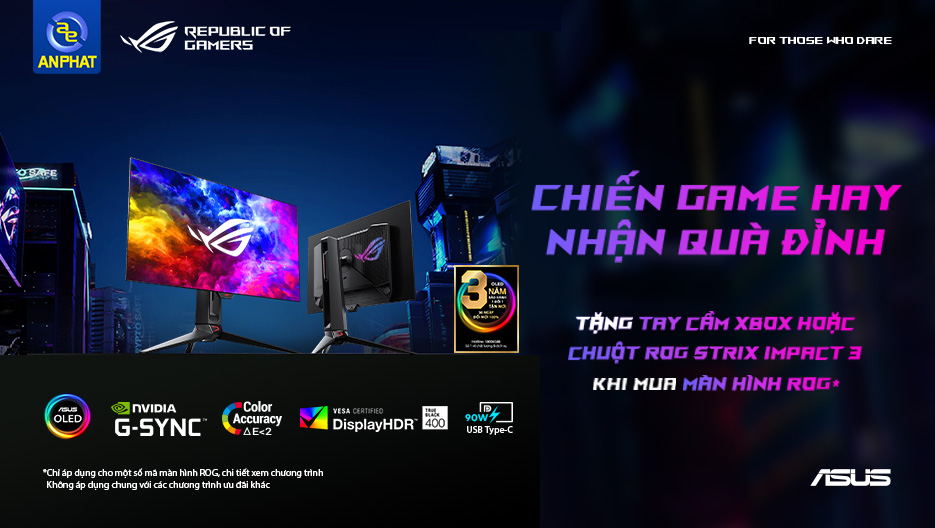 ANPHAT
REPUBLIC OF
GAMERS
FOR THOSE WHO DARE
CHIẾN GAME HAY
NHẬN QUÀ ĐỈNH
3 NĂM
OLED
TẶNG TAY CẦM XBOX HOẶC
CHUỘT ROG STRIX IMPACT 3
KHI MUA MÀN HÌNH ROG*
ASUS
OLED
NVIDIA
G-SYNC™
Color
Accuracy
△E<2
VESA CERTIFIED
DisplayHDR™
TRUE
BLACK
400
90W
USB Type-C
*Chỉ áp dụng cho một số mã màn hình ROG, chi tiết xem chương trình
Không áp dụng chung với các chương trình ưu đãi khác
ASUS